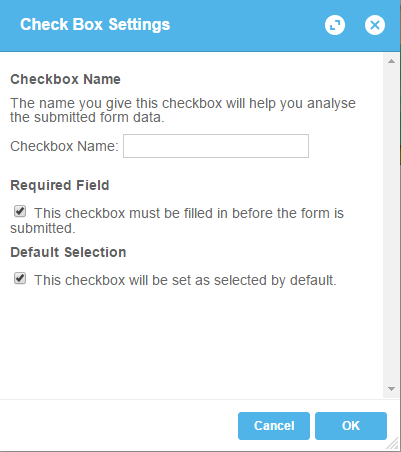 Check Box Settings
Checkbox Name
The name you give this checkbox will help you analyse
the submitted form data.
Checkbox Name:
Required Field
This checkbox must be filled in before the form is
submitted.
Default Selection
This checkbox will be set as selected by default.
Cancel OK